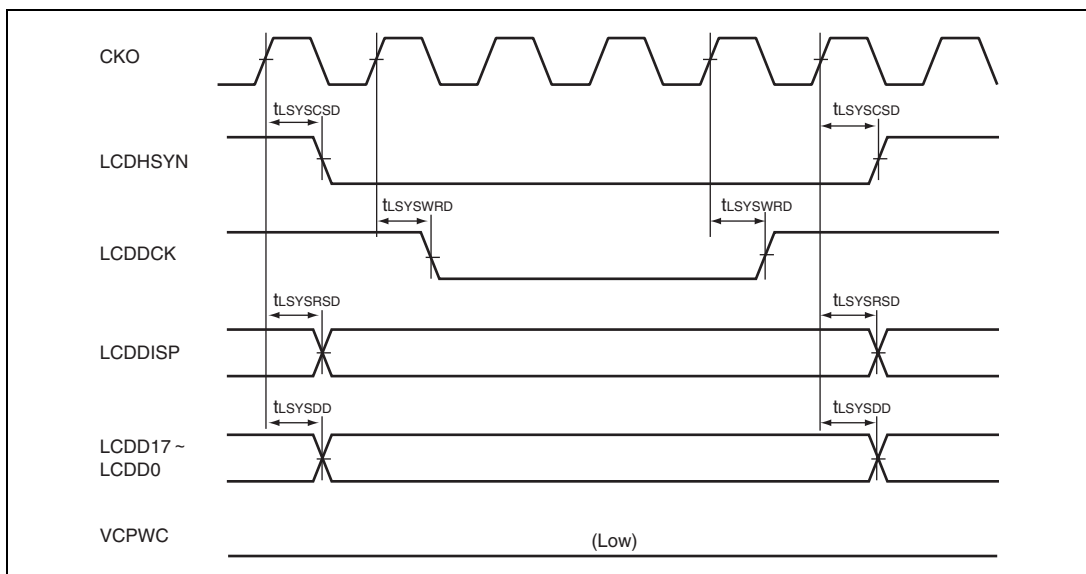 CKO
tLSYSCSD tLSYSCSD
LCDHSYN
tLSYSWRD tLSYSWRD
LCDDCK
tLSYSRSD tLSYSRSD
LCDDISP
tLSYSDD tLSYSDD
LCDD17 ~
LCDD0
VCPWC (Low)